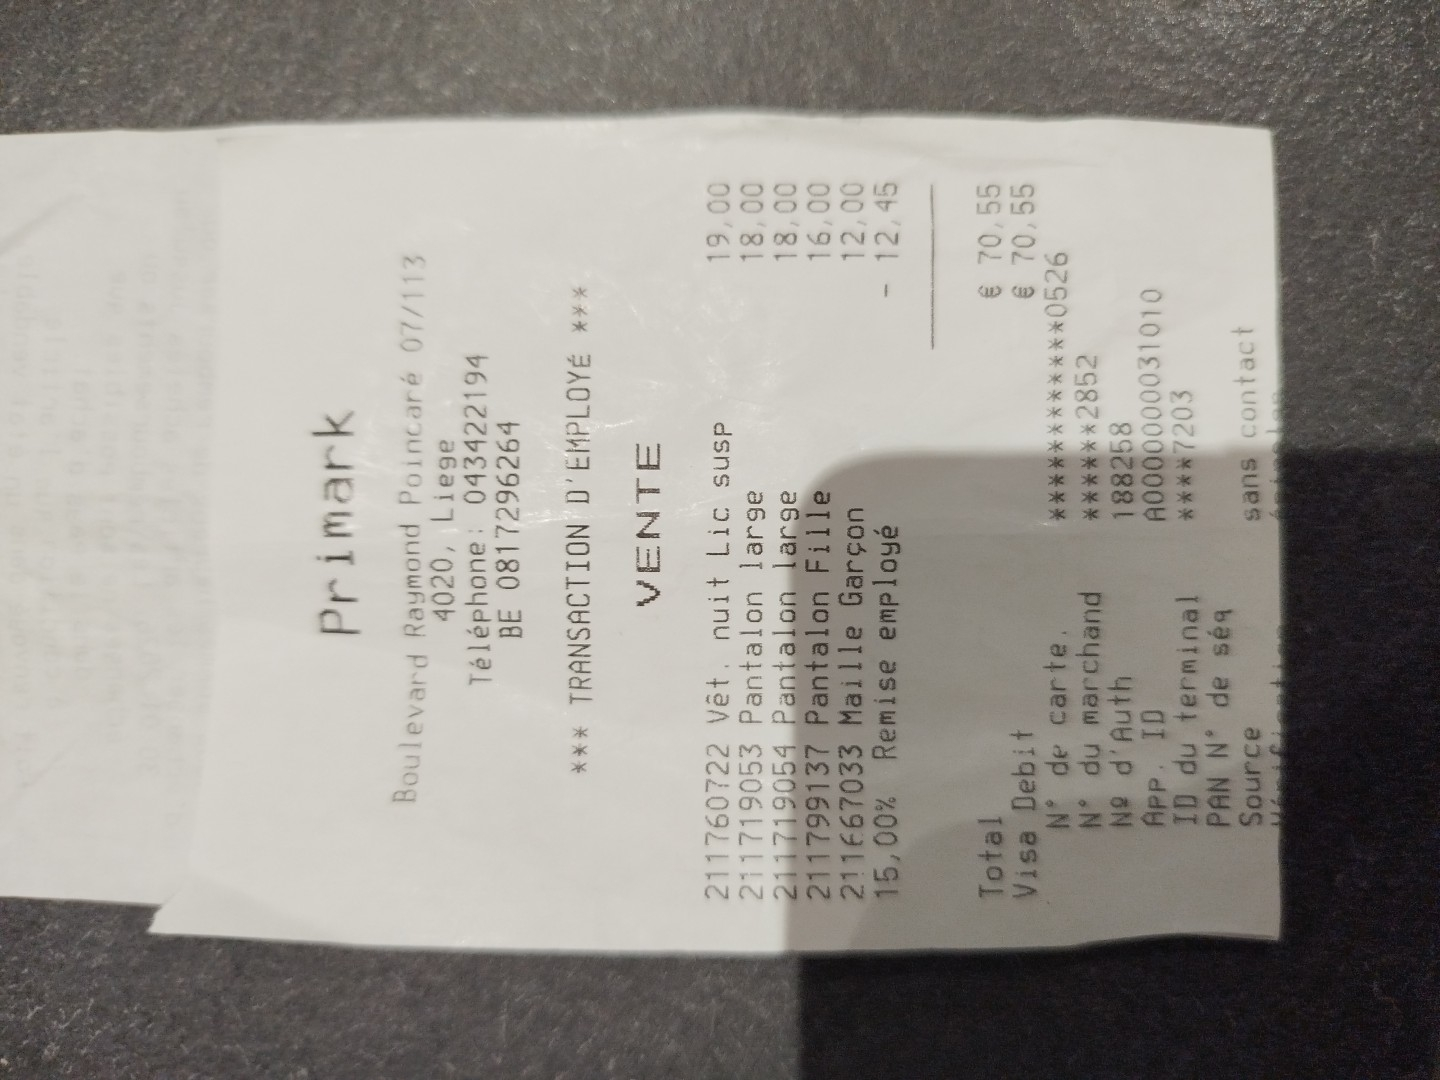 Primark
Boulevard Raymond Poincaré 07/113
4020, Liege
Téléphone: 043422194
BE 0817296264
*** TRANSACTION D'EMPLOYÉ ***
VENTE
211760722 Vêt. nuit Lic susp 19,00
211719053 Pantalon large 18,00
211719054 Pantalon large 18,00
211799137 Pantalon Fille 16,00
211667033 Maille Garçon 12,00
15,00% Remise employé - 12,45
Total € 70,55
Visa Debit € 70,55
N° de carte. ************0526
N° du marchand ******2852
Nº d'Auth 188258
App. ID A0000000031010
ID du terminal ****7203
PAN N° de séq
Source sans contact